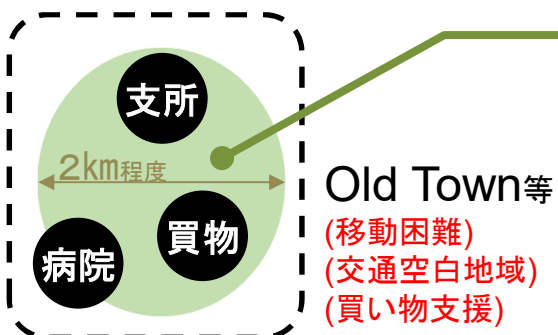 支所
2km程度
買物
病院
Old Town等
(移動困難)
(交通空白地域)
(買い物支援)